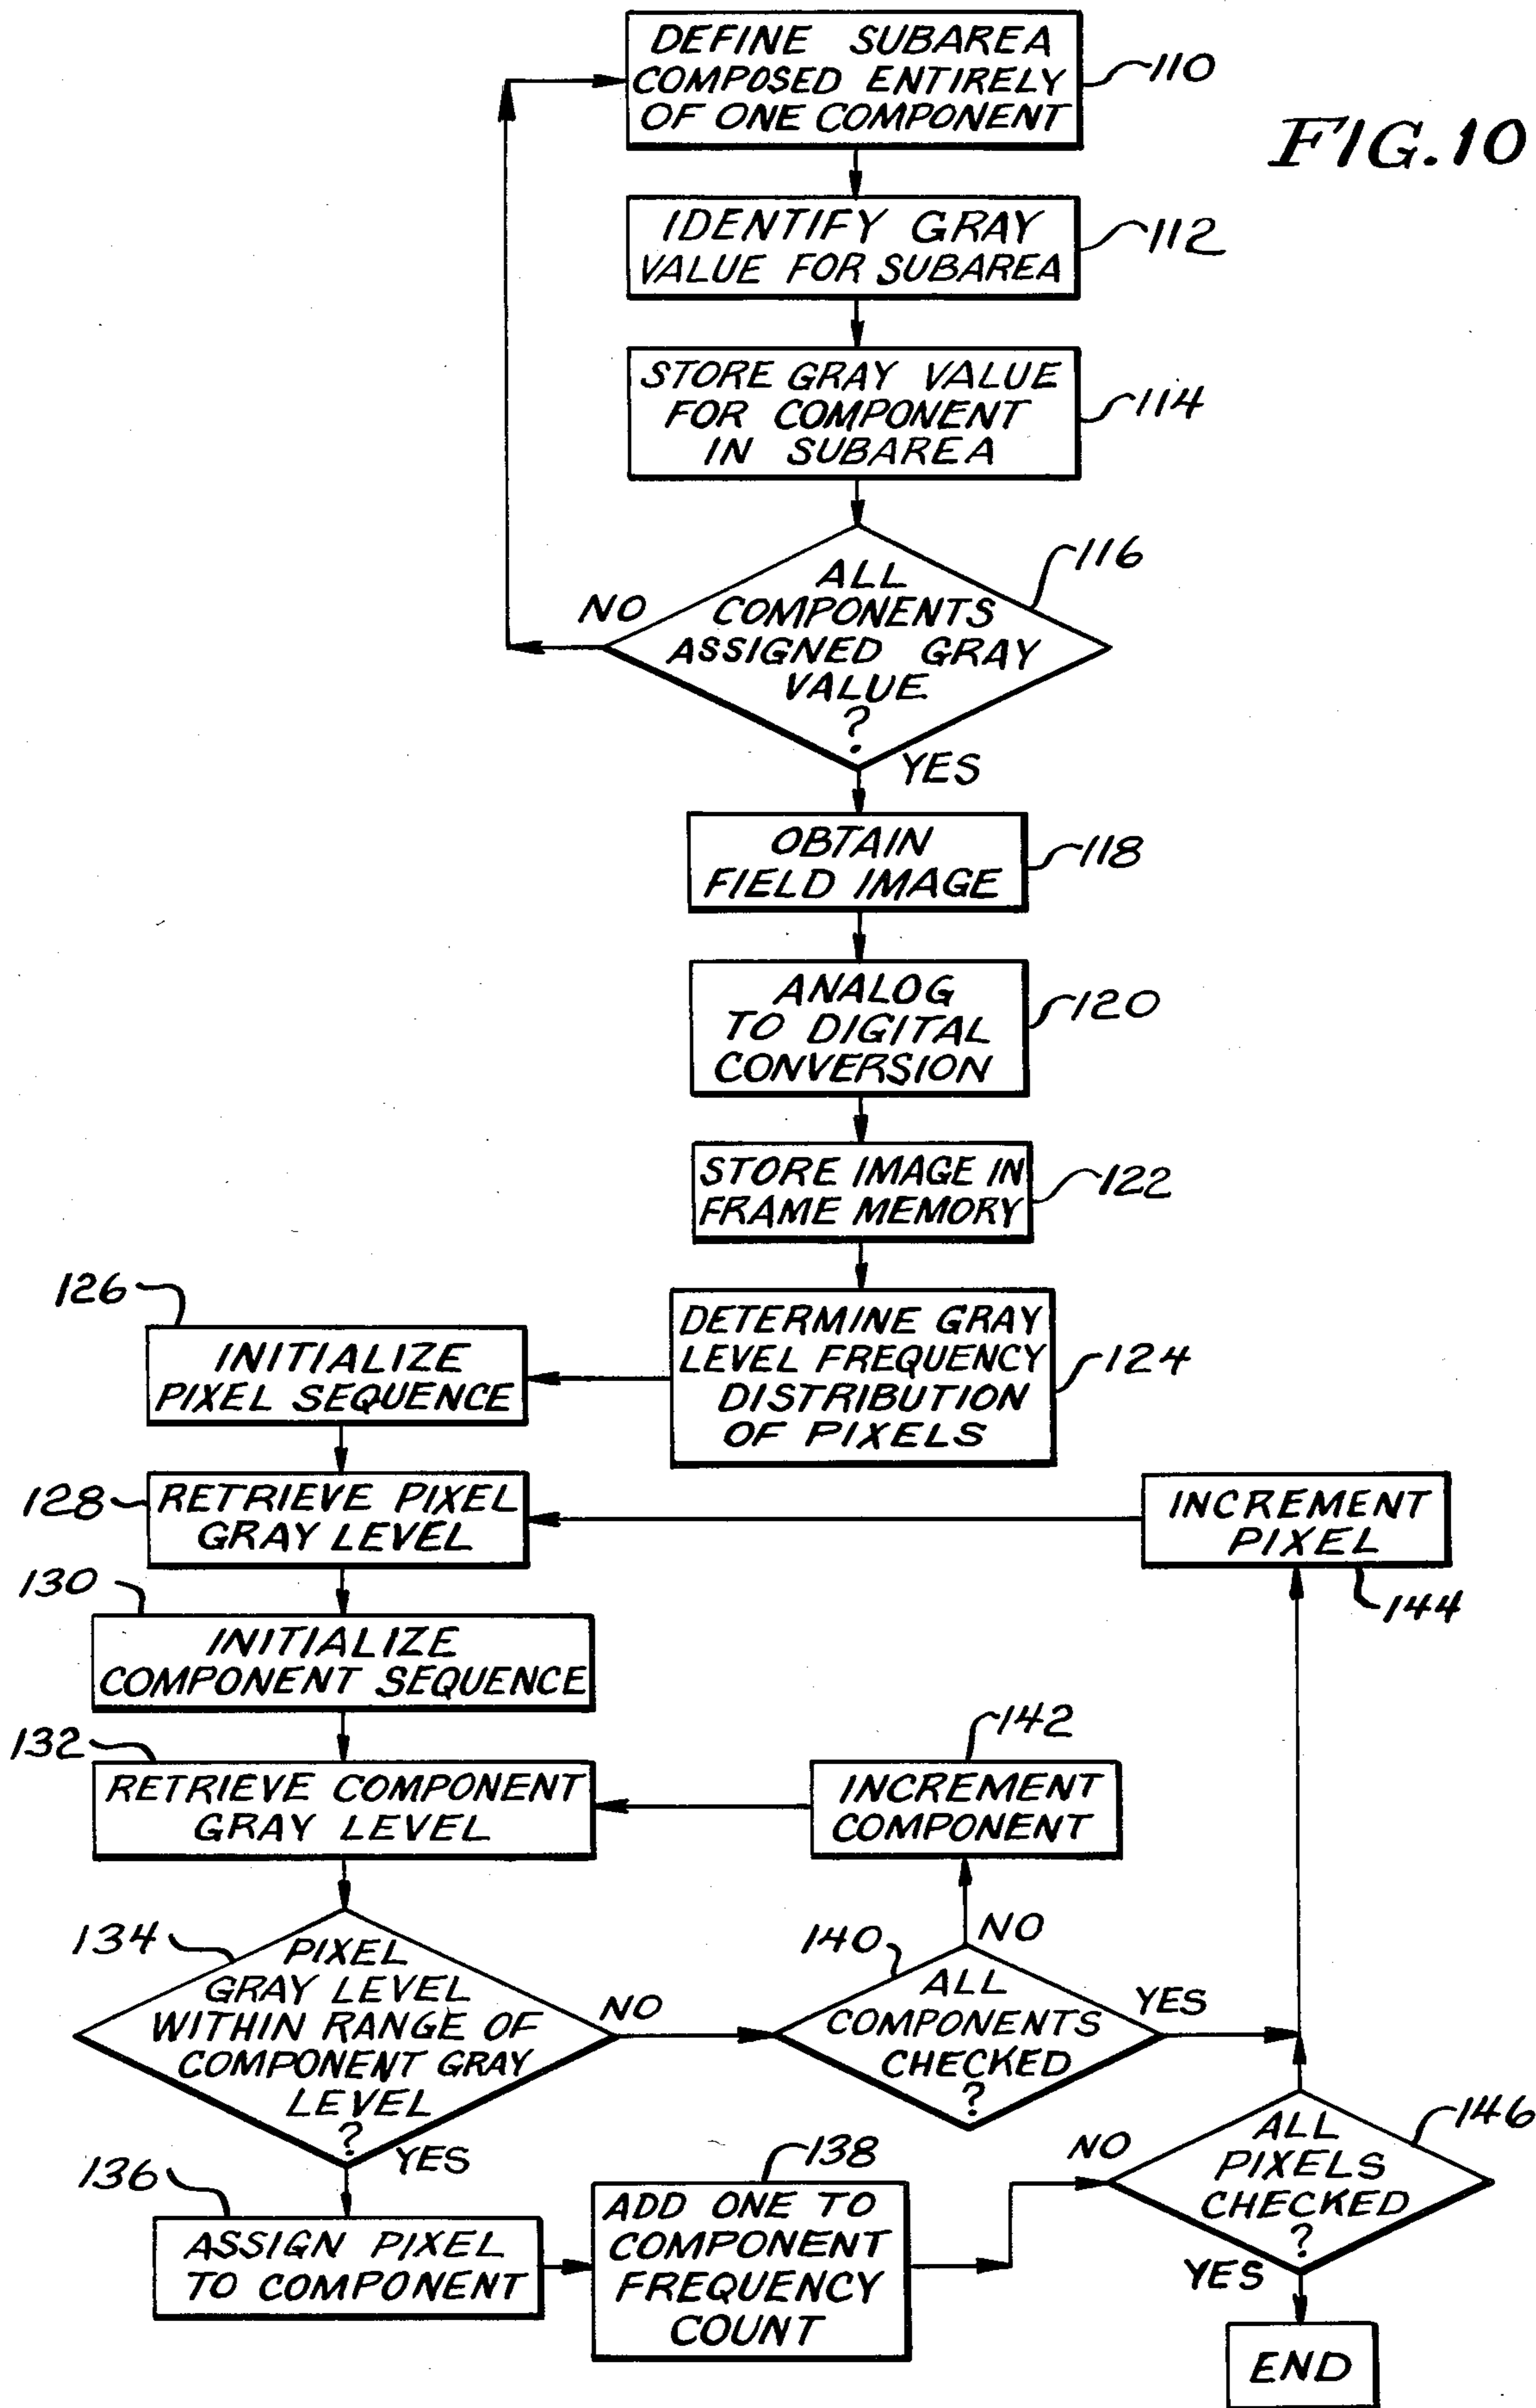 DEFINE SUBAREA
COMPOSED ENTIRELY
OF ONE COMPONENT
110
FIG.10
IDENTIFY GRAY
VALUE FOR SUBAREA
112
STORE GRAY VALUE
FOR COMPONENT
IN SUBAREA
114
ALL
COMPONENTS
ASSIGNED GRAY
VALUE
?
116
NO
YES
OBTAIN
FIELD IMAGE
118
ANALOG
TO DIGITAL
CONVERSION
120
STORE IMAGE IN
FRAME MEMORY
122
DETERMINE GRAY
LEVEL FREQUENCY
DISTRIBUTION
OF PIXELS
124
126
INITIALIZE
PIXEL SEQUENCE
128
RETRIEVE PIXEL
GRAY LEVEL
INCREMENT
PIXEL
144
130
INITIALIZE
COMPONENT SEQUENCE
132
RETRIEVE COMPONENT
GRAY LEVEL
142
INCREMENT
COMPONENT
134
PIXEL
GRAY LEVEL
WITHIN RANGE OF
COMPONENT GRAY
LEVEL
?
NO
YES
140
ALL
COMPONENTS
CHECKED
?
NO
YES
136
ASSIGN PIXEL
TO COMPONENT
138
ADD ONE TO
COMPONENT
FREQUENCY
COUNT
NO
ALL
PIXELS
CHECKED
?
146
YES
END